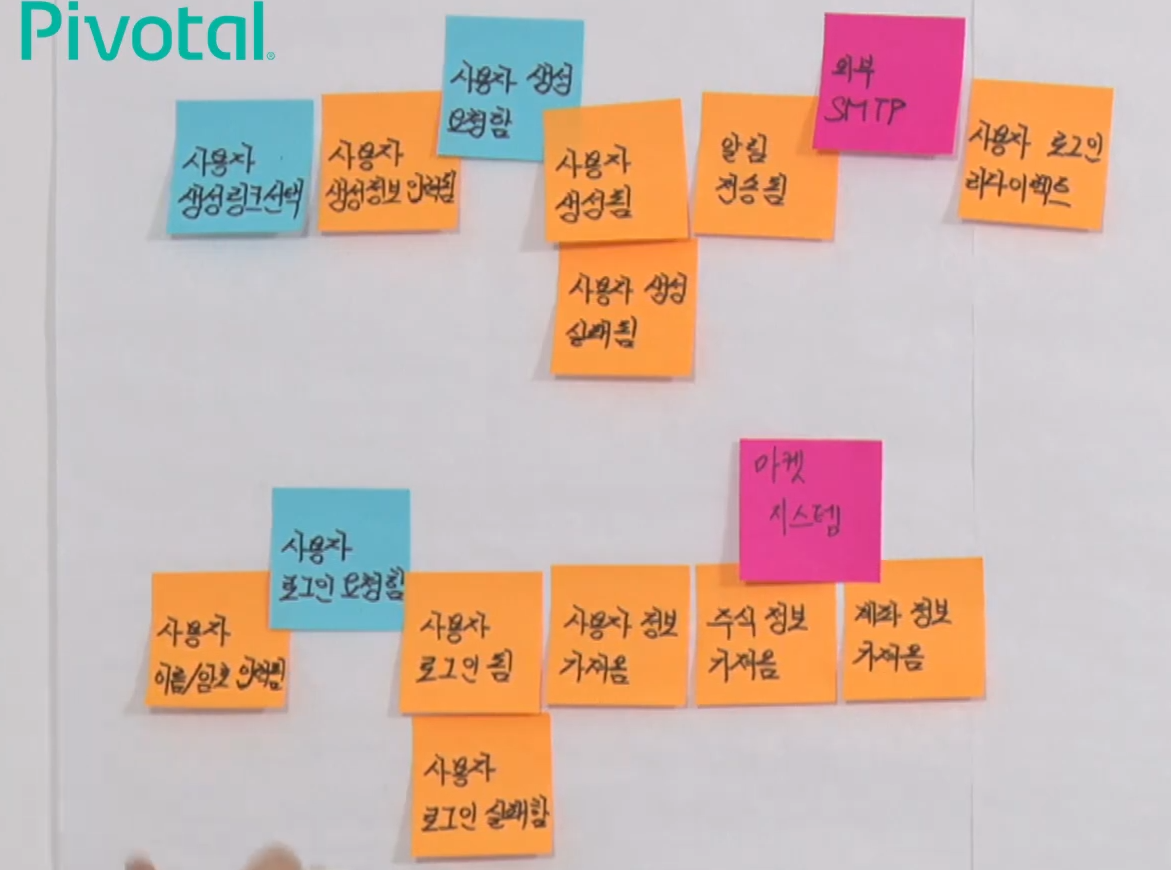 Pivotal
사용자
생성링크선택
사용자
생성정보 입력됨
사용자 생성
요청함
사용자
생성됨
알림
전송됨
외부
SMTP
사용자 로그인
리다이렉트
사용자 생성
실패됨
사용자
이름/암호 입력됨
사용자
로그인 요청함
사용자
로그인 됨
사용자 정보
가져옴
주식 정보
가져옴
마켓
시스템
계좌 정보
가져옴
사용자
로그인 실패함